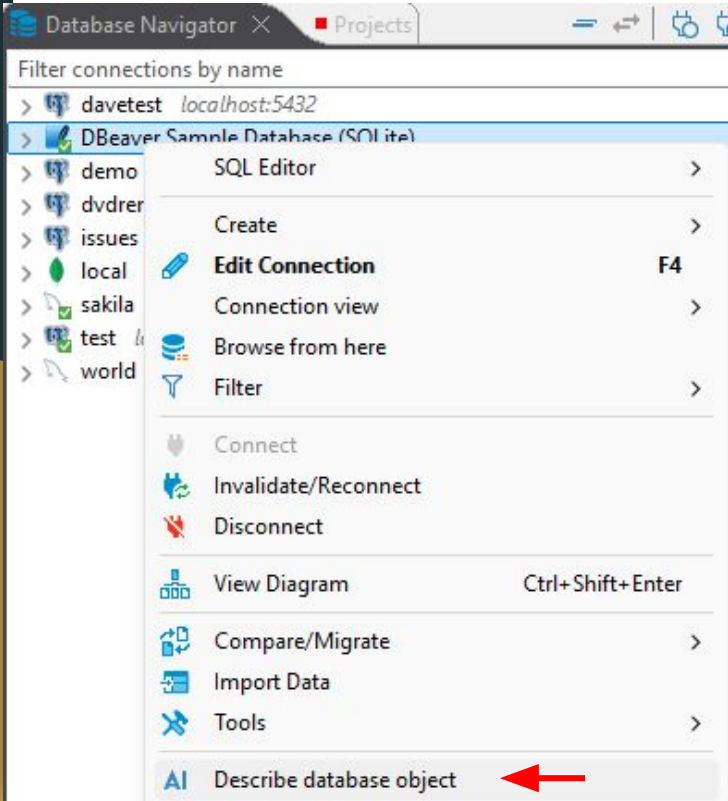 Database Navigator Projects
Filter connections by name
davetest localhost:5432
DBeaver Sample Database (SQLite)
demo
dvdren
issues
local
sakila
test
world
SQL Editor
Create
Edit Connection F4
Connection view
Browse from here
Filter
Connect
Invalidate/Reconnect
Disconnect
View Diagram Ctrl+Shift+Enter
Compare/Migrate
Import Data
Tools
AI Describe database object